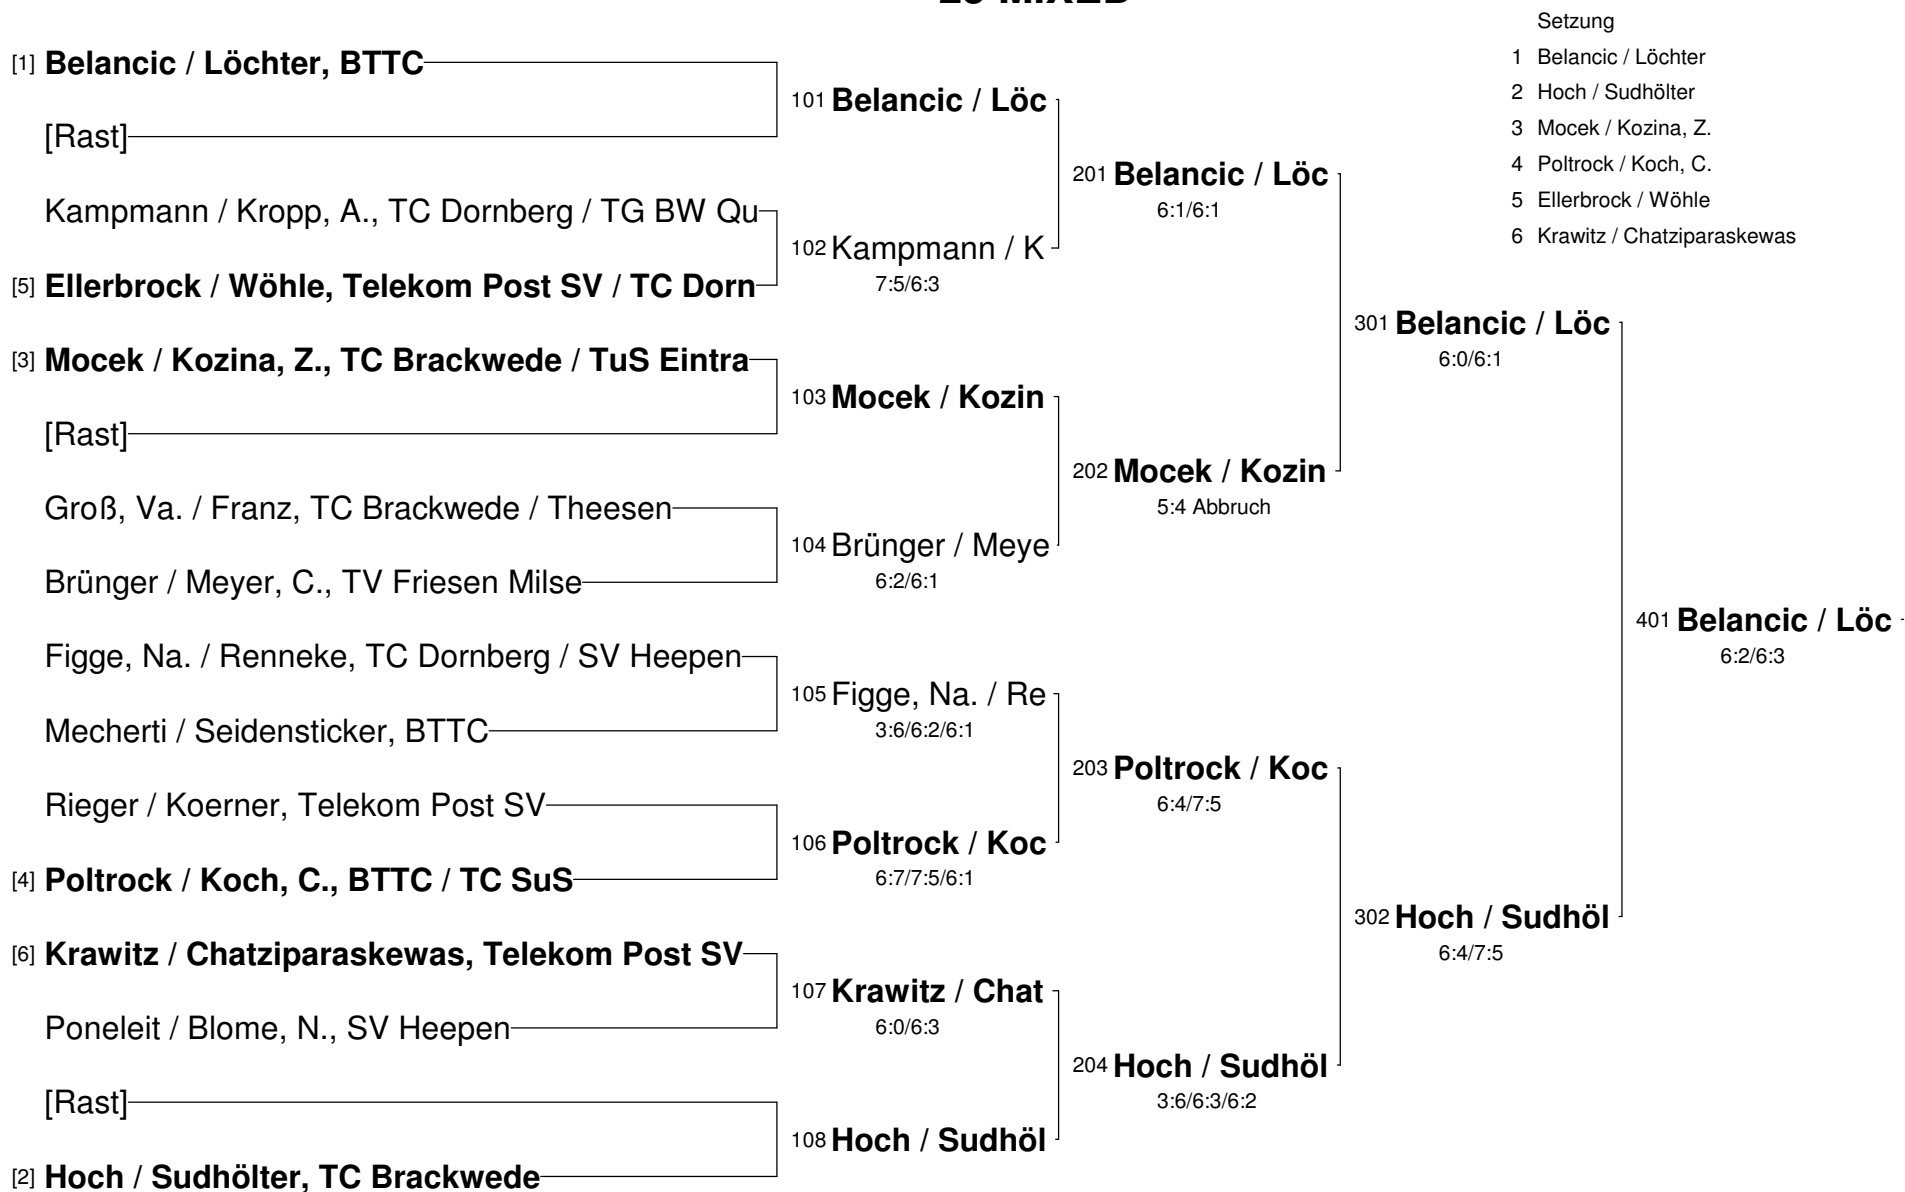 Setzung
1 Belancic / Löchter
2 Hoch / Sudhölter
3 Mocek / Kozina, Z.
4 Poltrock / Koch, C.
5 Ellerbrock / Wöhle
6 Krawitz / Chatziparaskewas
[1] Belancic / Löchter, BTTC
[Rast]
Kampmann / Kropp, A., TC Dornberg / TG BW Qu
[5] Ellerbrock / Wöhle, Telekom Post SV / TC Dorn
[3] Mocek / Kozina, Z., TC Brackwede / TuS Eintra
[Rast]
Groß, Va. / Franz, TC Brackwede / Theesen
Brünger / Meyer, C., TV Friesen Milse
Figge, Na. / Renneke, TC Dornberg / SV Heepen
Mecherti / Seidensticker, BTTC
Rieger / Koerner, Telekom Post SV
[4] Poltrock / Koch, C., BTTC / TC SuS
[6] Krawitz / Chatziparaskewas, Telekom Post SV
Poneleit / Blome, N., SV Heepen
[Rast]
[2] Hoch / Sudhölter, TC Brackwede
101 Belancic / Löc
102 Kampmann / K
7:5/6:3
103 Mocek / Kozin
104 Brünger / Meye
6:2/6:1
105 Figge, Na. / Re
3:6/6:2/6:1
106 Poltrock / Koc
6:7/7:5/6:1
107 Krawitz / Chat
6:0/6:3
108 Hoch / Sudhöl
201 Belancic / Löc
6:1/6:1
202 Mocek / Kozin
5:4 Abbruch
203 Poltrock / Koc
6:4/7:5
204 Hoch / Sudhöl
3:6/6:3/6:2
301 Belancic / Löc
6:0/6:1
302 Hoch / Sudhöl
6:4/7:5
401 Belancic / Löc
6:2/6:3